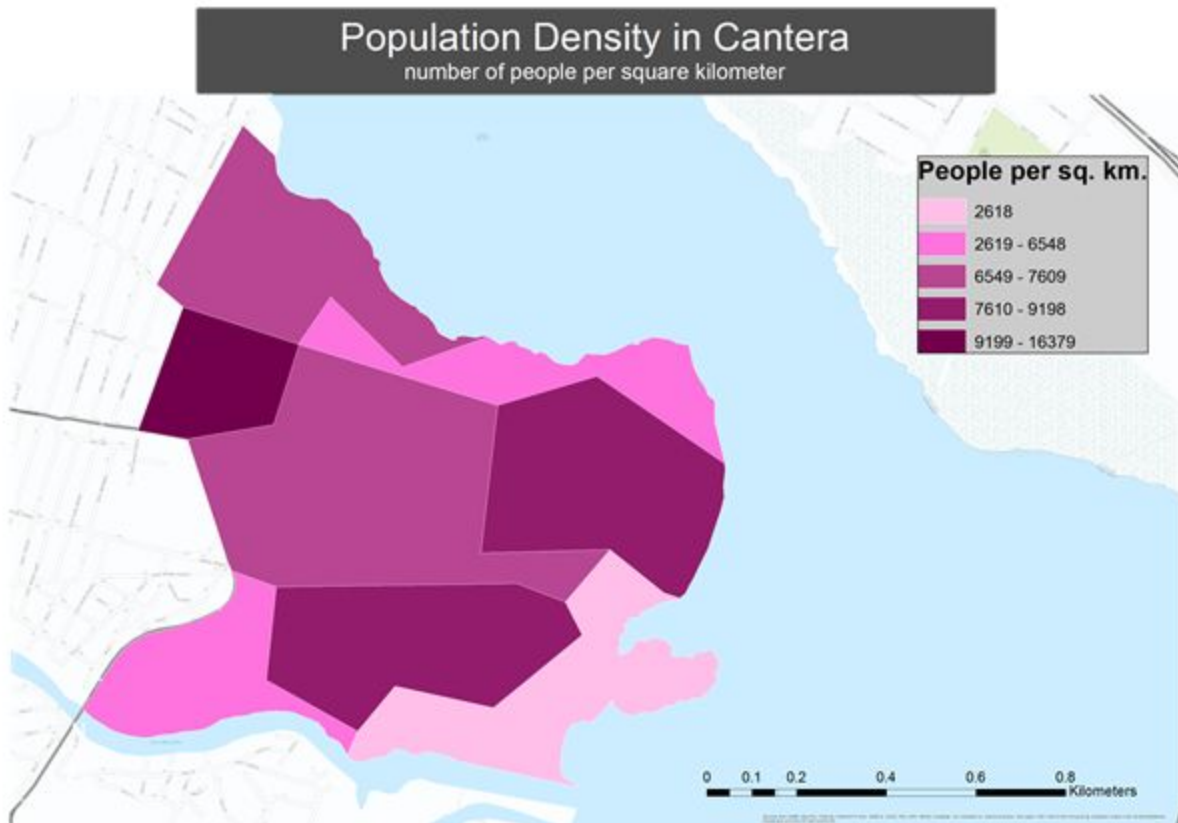 Population Density in Cantera
number of people per square kilometer
People per sq. km.
2618
2619 - 6548
6549 - 7609
7610 - 9198
9199 - 16379
0 0.1 0.2 0.4 0.6 0.8
Kilometers